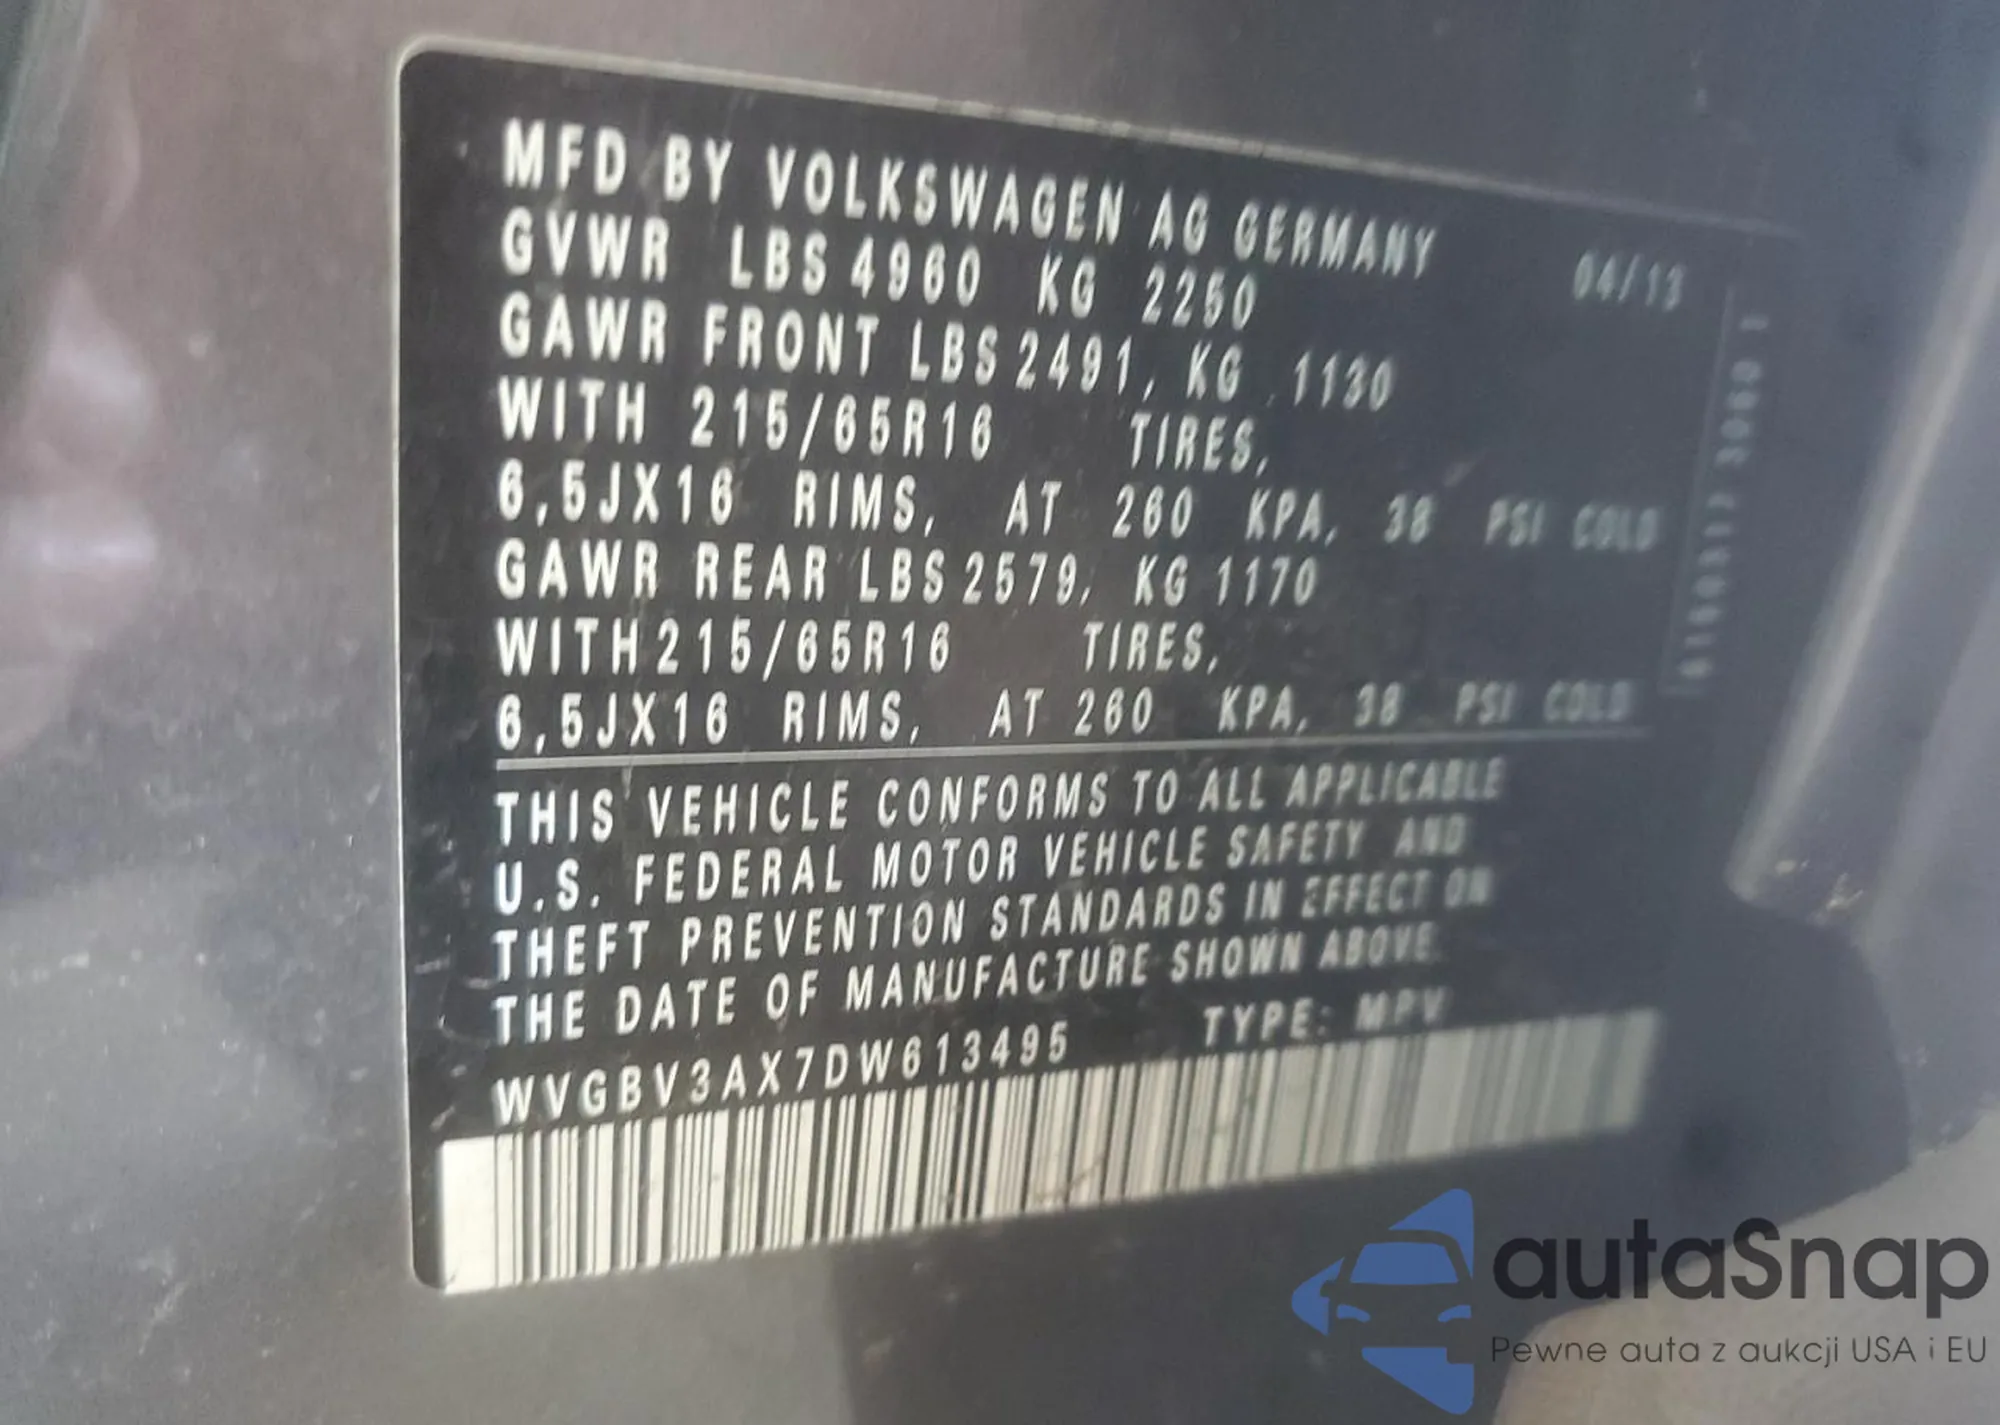 MFD BY VOLKSWAGEN AG GERMANY 04/13
GVWR LBS 4960 KG 2250
GAWR FRONT LBS 2491, KG 1130
WITH 215/65R16 TIRES,
6,5JX16 RIMS, AT 260 KPA, 38 PSI COLD
GAWR REAR LBS 2579, KG 1170
WITH 215/65R16 TIRES,
6,5JX16 RIMS, AT 260 KPA, 38 PSI COLD
THIS VEHICLE CONFORMS TO ALL APPLICABLE
U.S. FEDERAL MOTOR VEHICLE SAFETY AND
THEFT PREVENTION STANDARDS IN EFFECT ON
THE DATE OF MANUFACTURE SHOWN ABOVE.
WVGBV3AX7DW613495 TYPE: MPV
autaSnap
Pewne auta z aukcji USA i EU